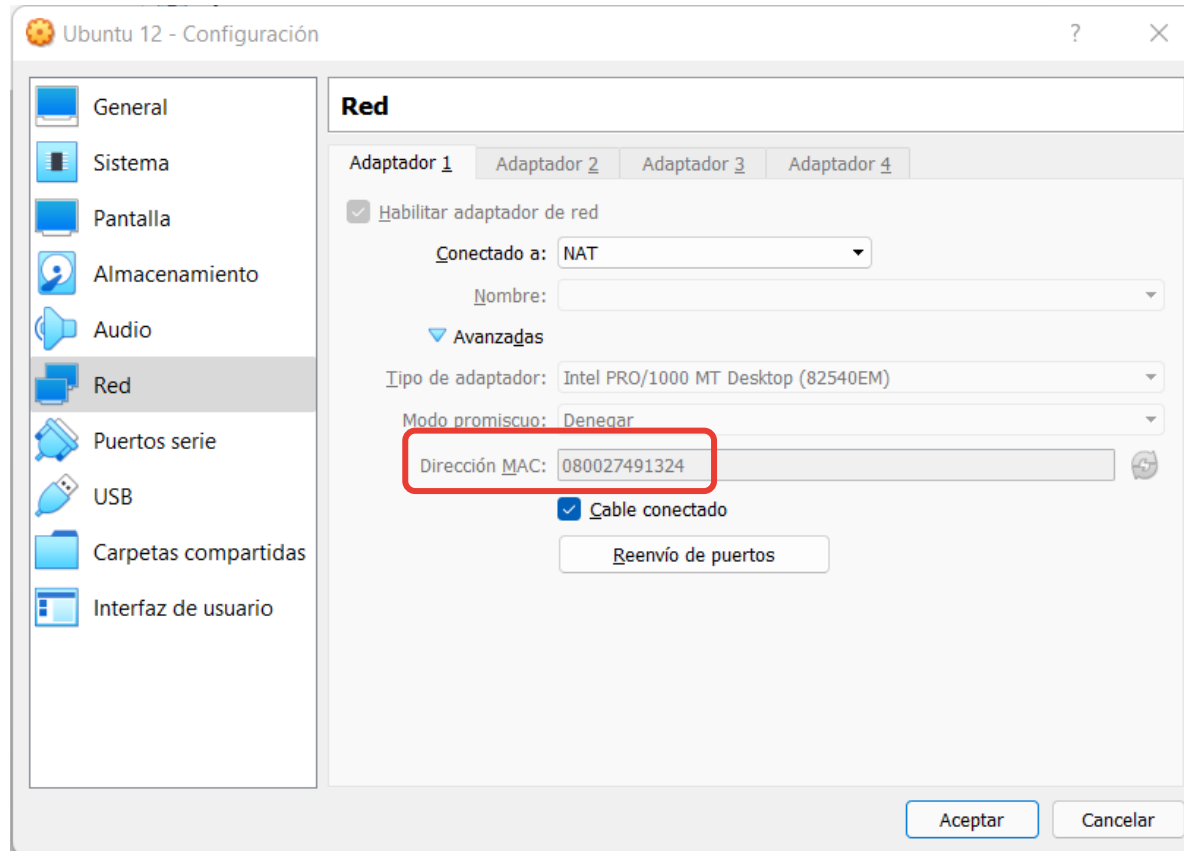 Ubuntu 12 - Configuración
?
General
Sistema
Pantalla
Almacenamiento
Audio
Red
Puertos serie
USB
Carpetas compartidas
Interfaz de usuario
Red
Adaptador 1 Adaptador 2 Adaptador 3 Adaptador 4
Habilitar adaptador de red
Conectado a: NAT
Nombre:
Avanzadas
Tipo de adaptador: Intel PRO/1000 MT Desktop (82540EM)
Modo promiscuo: Denegar
Dirección MAC: 080027491324
Cable conectado
Reenvío de puertos
Aceptar Cancelar